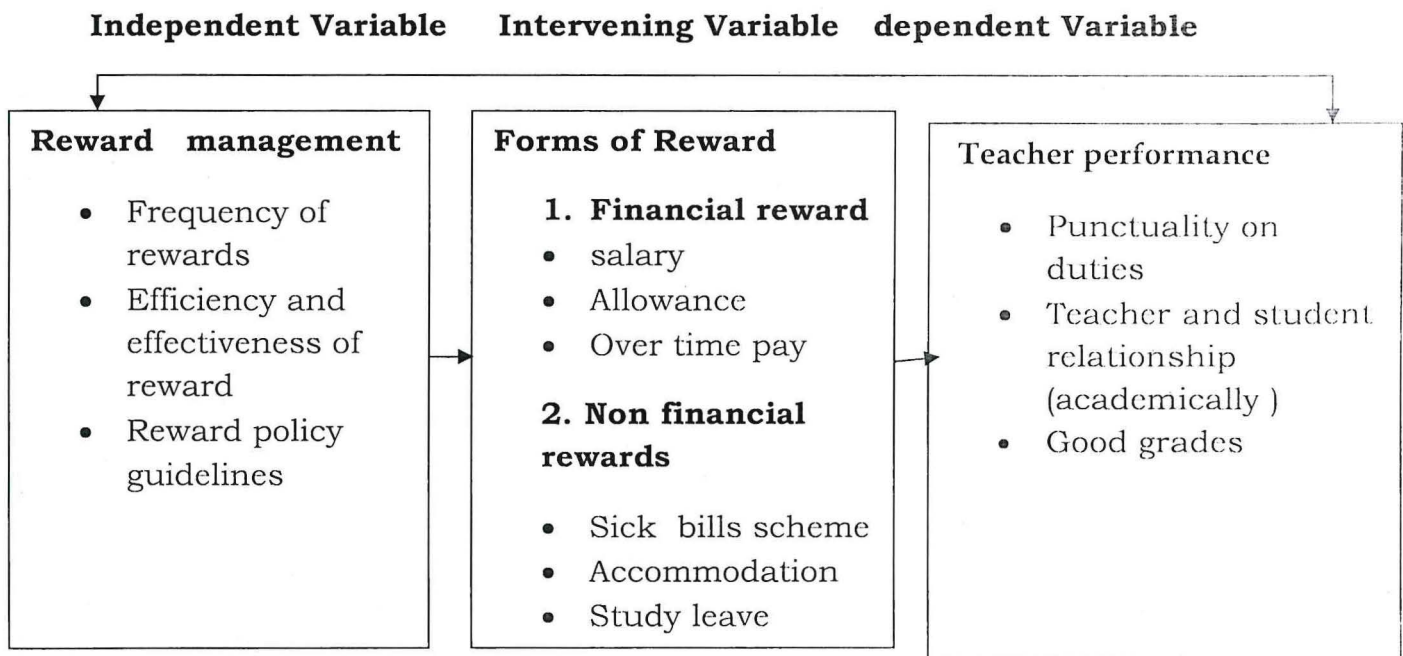 Independent Variable Intervening Variable dependent Variable
Reward management
• Frequency of
rewards
• Efficiency and
effectiveness of
reward
• Reward policy
guidelines
Forms of Reward
1. Financial reward
• salary
• Allowance
• Over time pay
2. Non financial
rewards
• Sick bills scheme
• Accommodation
• Study leave
Teacher performance
• Punctuality on
duties
• Teacher and student
relationship
(academically )
• Good grades